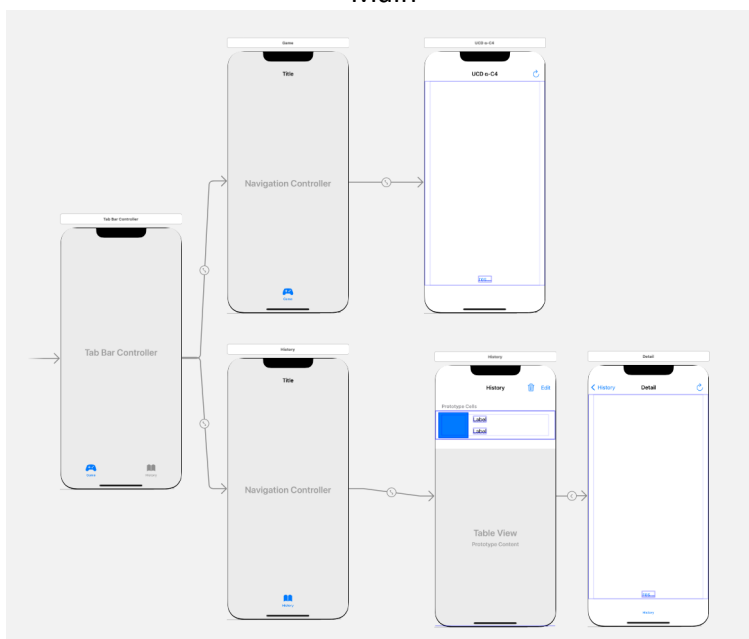 Main
Game
UCD α-C4
Title
UCD α-C4
Navigation Controller
Game
Tab Bar Controller
Tab Bar Controller
Game
History
History
Title
Navigation Controller
History
History
History
Edit
Prototype Cells
Label
Label
Table View
Prototype Content
Detail
History
Detail